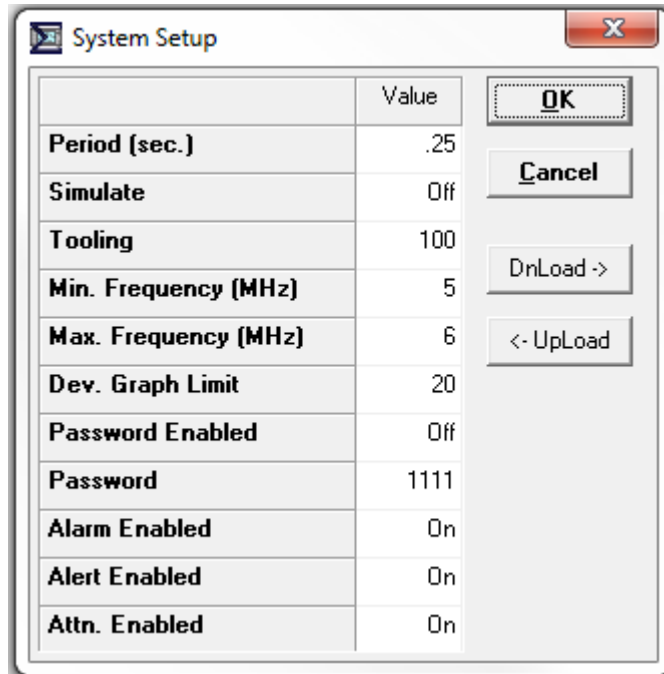 System Setup
Value
Period (sec.) .25
Simulate Off
Tooling 100
Min. Frequency (MHz) 5
Max. Frequency (MHz) 6
Dev. Graph Limit 20
Password Enabled Off
Password 1111
Alarm Enabled On
Alert Enabled On
Attn. Enabled On
OK
Cancel
DnLoad ->
<- UpLoad